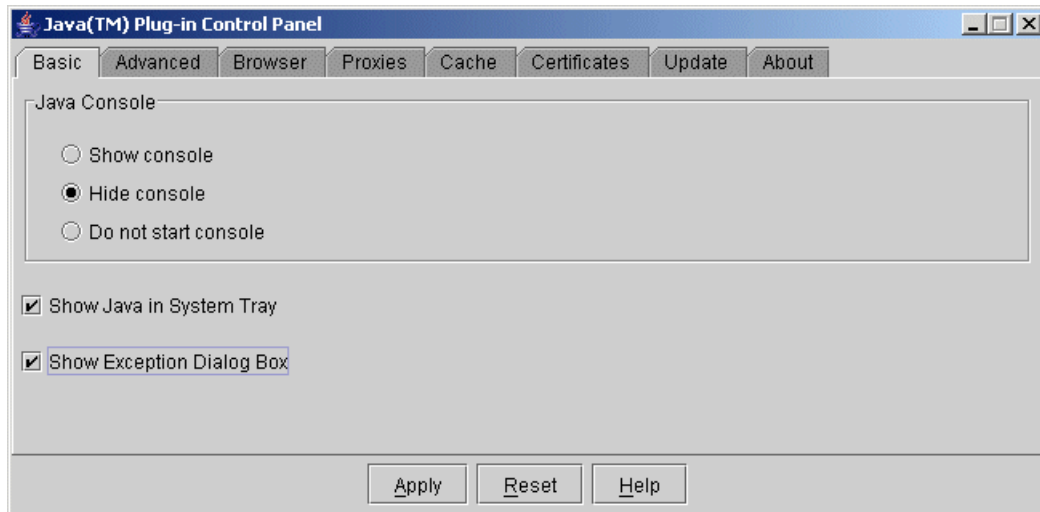 Java(TM) Plug-in Control Panel
Basic Advanced Browser Proxies Cache Certificates Update About
Java Console
Show console
Hide console
Do not start console
Show Java in System Tray
Show Exception Dialog Box
Apply Reset Help